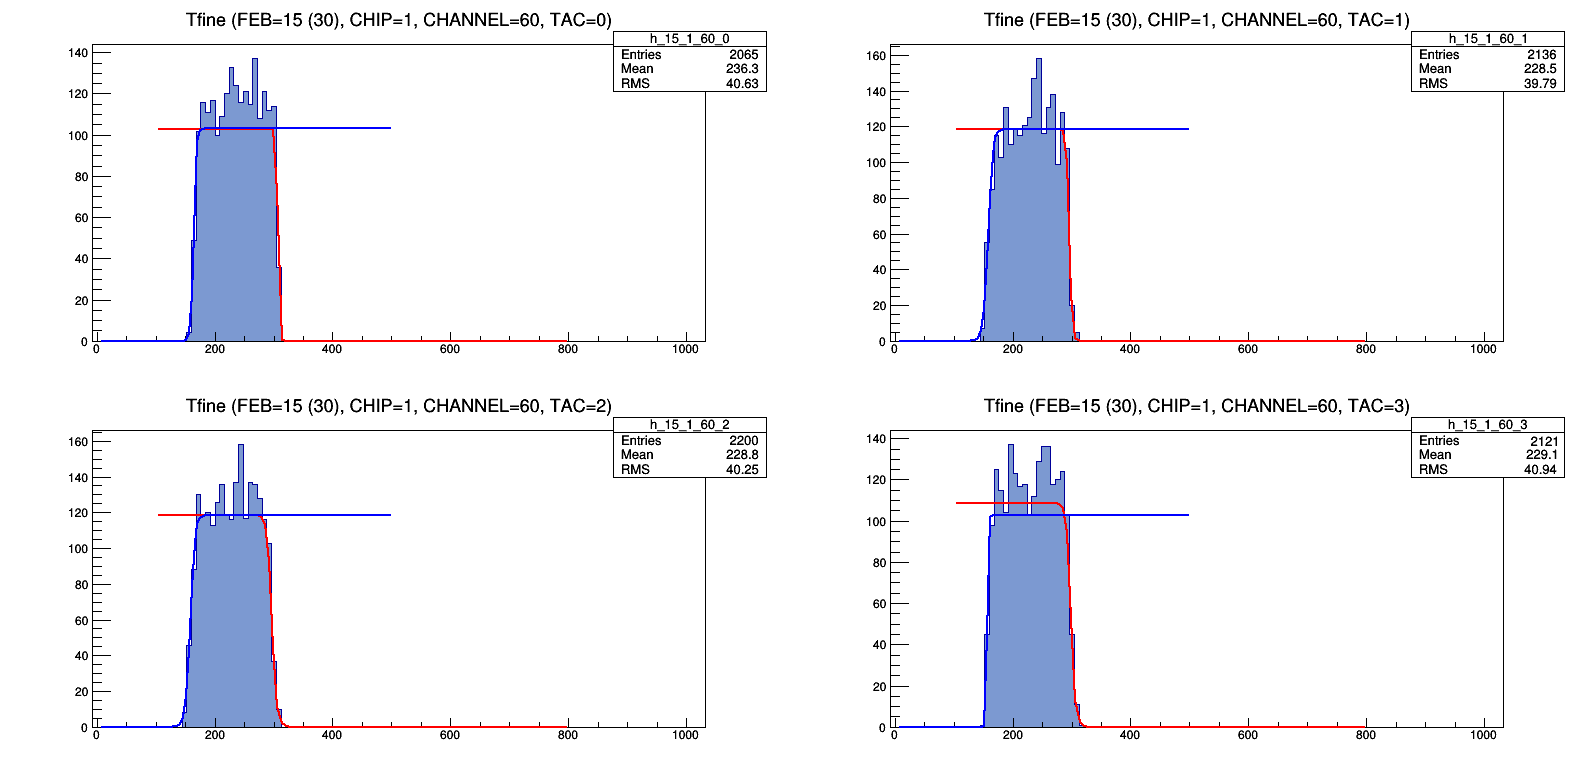 Tfine (FEB=15 (30), CHIP=1, CHANNEL=60, TAC=0)
h_15_1_60_0
Entries 2065
Mean 236.3
RMS 40.63
140
120
100
80
60
40
20
0
0 200 400 600 800 1000
Tfine (FEB=15 (30), CHIP=1, CHANNEL=60, TAC=1)
h_15_1_60_1
Entries 2136
Mean 228.5
RMS 39.79
160
140
120
100
80
60
40
20
0
0 200 400 600 800 1000
Tfine (FEB=15 (30), CHIP=1, CHANNEL=60, TAC=2)
h_15_1_60_2
Entries 2200
Mean 228.8
RMS 40.25
160
140
120
100
80
60
40
20
0
0 200 400 600 800 1000
Tfine (FEB=15 (30), CHIP=1, CHANNEL=60, TAC=3)
h_15_1_60_3
Entries 2121
Mean 229.1
RMS 40.94
140
120
100
80
60
40
20
0
0 200 400 600 800 1000